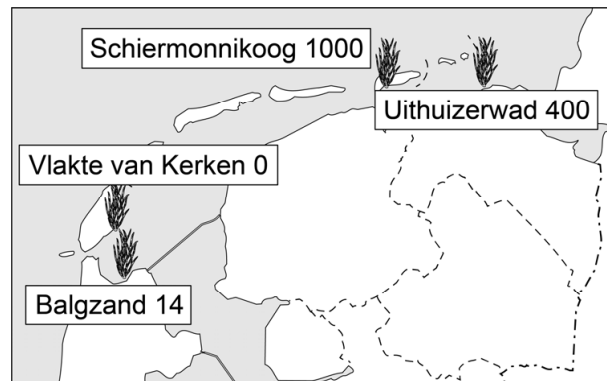 Schiermonnikoog 1000
Uithuizerwad 400
Vlakte van Kerken 0
Balgzand 14